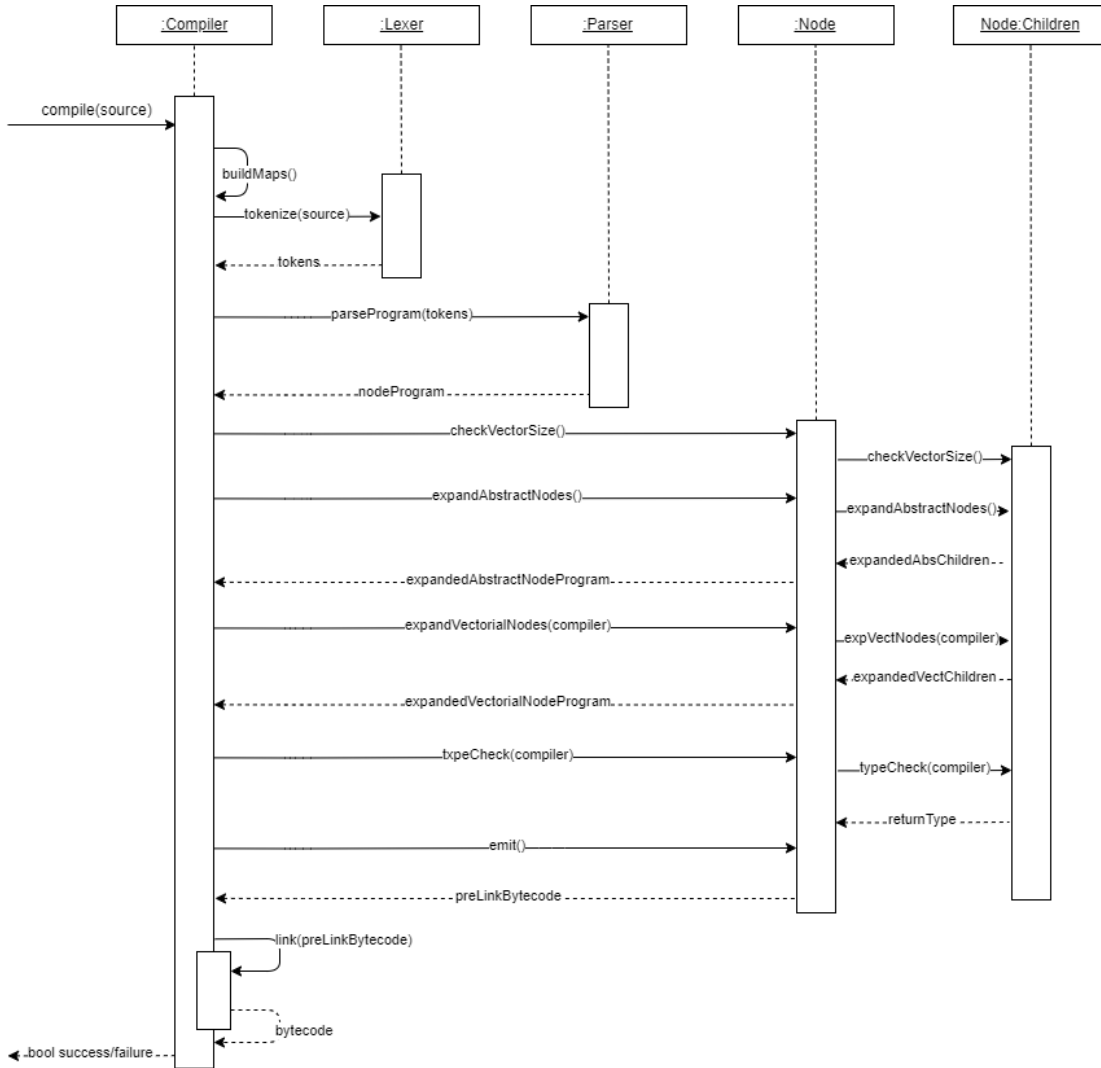 :Compiler
:Lexer
:Parser
:Node
Node:Children
compile(source)
buildMaps()
tokenize(source)
tokens
parseProgram(tokens)
nodeProgram
checkVectorSize()
checkVectorSize()
expandAbstractNodes()
expandAbstractNodes()
expandedAbsChildren
expandedAbstractNodeProgram
expandVectorialNodes(compiler)
expVectNodes(compiler)
expandedVectChildren
expandedVectorialNodeProgram
txpeCheck(compiler)
typeCheck(compiler)
returnType
emit()
preLinkBytecode
link(preLinkBytecode)
bytecode
bool success/failure